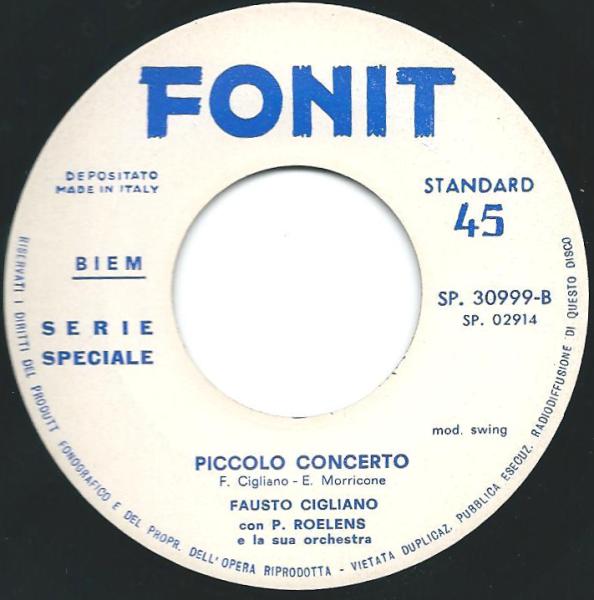 FONIT
DEPOSITATO
MADE IN ITALY
STANDARD
45
BIEM
SP. 30999-B
SP. 02914
SERIE
SPECIALE
mod. swing
PICCOLO CONCERTO
F. Cigliano - E. Morricone
FAUSTO CIGLIANO
con P. ROELENS
e la sua orchestra
RISERVATI I DIRITTI DEL PRODUTT FONOGRAFICO E DEL PROPR. DELL'OPERA RIPRODOTTA - VIETATA DUPLICAZ. PUBBLICA ESECUZ. RADIODIFFUSIONE DI QUESTO DISCO